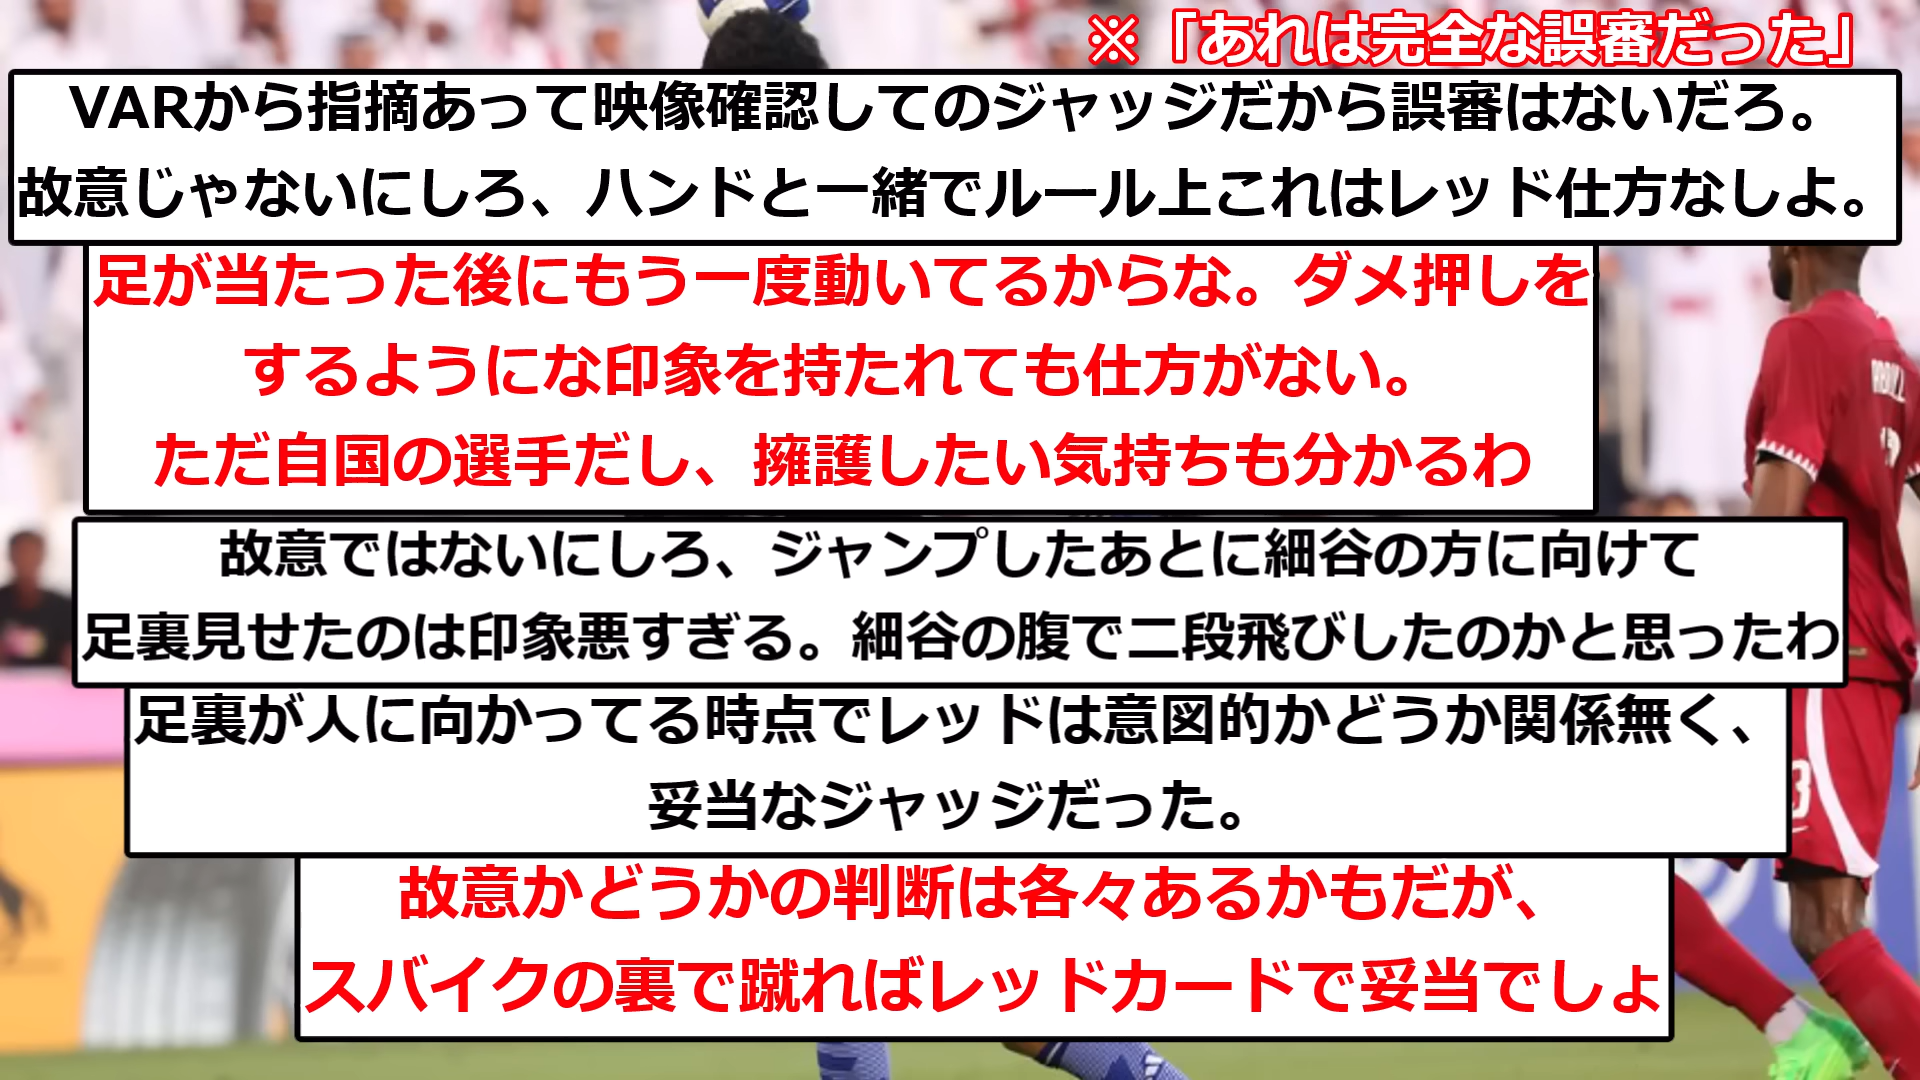 ※「あれは完全な誤審だった」
VARから指摘あって映像確認してのジャッジだから誤審はないだろ。
故意じゃないにしろ、ハンドと一緒でルール上これはレッド仕方なしよ。
足が当たった後にもう一度動いてるからな。ダメ押しを
するようにな印象を持たれても仕方がない。
ただ自国の選手だし、擁護したい気持ちも分かるわ
故意ではないにしろ、ジャンプしたあとに細谷の方に向けて
足裏見せたのは印象悪すぎる。細谷の腹で二段飛びしたのかと思ったわ
足裏が人に向かってる時点でレッドは意図的かどうか関係無く、
妥当なジャッジだった。
故意かどうかの判断は各々あるかもだが、
スバイクの裏で蹴ればレッドカードで妥当でしょ